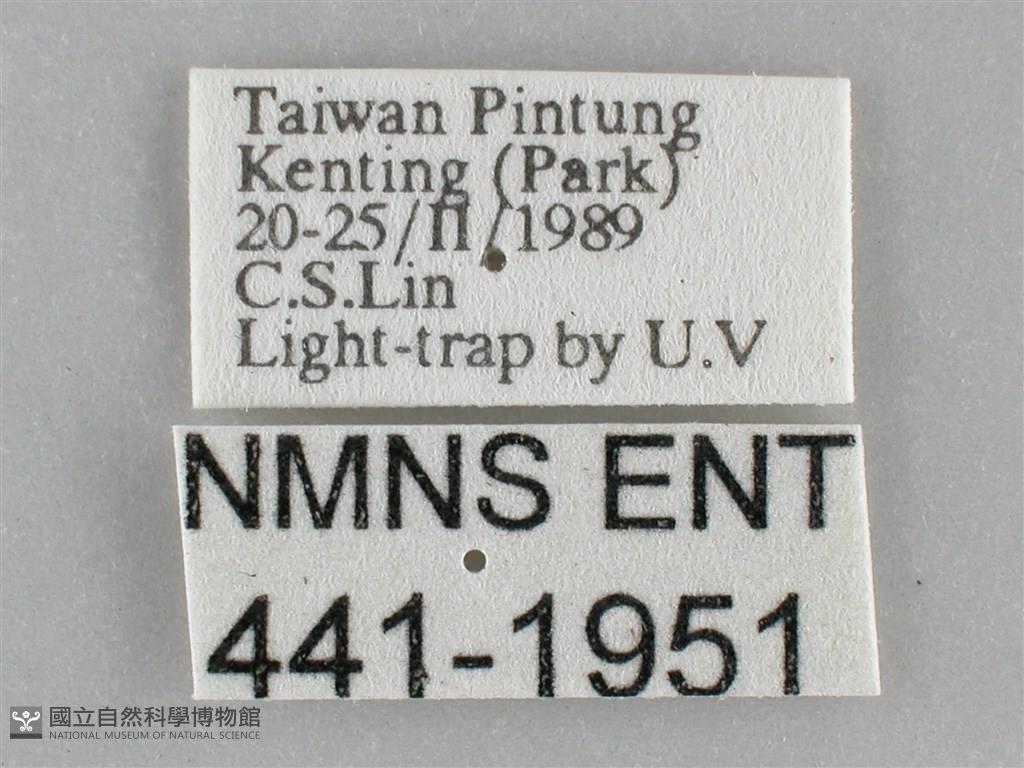 Taiwan Pintung
Kenting (Park)
20-25/II/1989
C.S.Lin
Light-trap by U.V
NMNS ENT
441-1951
國立自然科學博物館
NATIONAL MUSEUM OF NATURAL SCIENCE